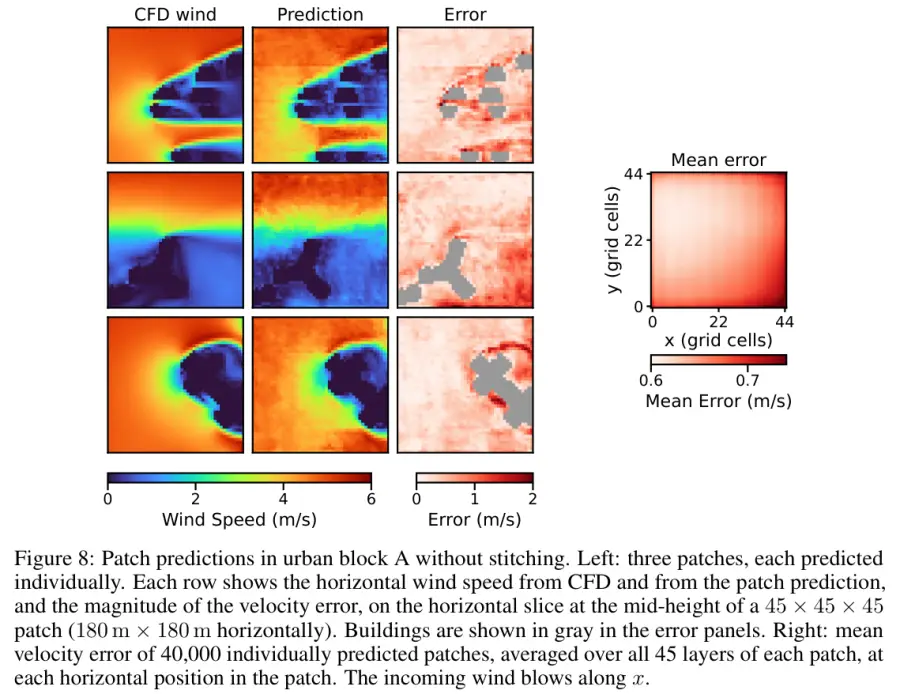 CFD wind Prediction Error
Mean error
44
22
0
y (grid cells)
0 22 44
x (grid cells)
0.6 0.7
Mean Error (m/s)
0 2 4 6
Wind Speed (m/s)
0 1 2
Error (m/s)
Figure 8: Patch predictions in urban block A without stitching. Left: three patches, each predicted
individually. Each row shows the horizontal wind speed from CFD and from the patch prediction,
and the magnitude of the velocity error, on the horizontal slice at the mid-height of a 45 × 45 × 45
patch (180 m × 180 m horizontally). Buildings are shown in gray in the error panels. Right: mean
velocity error of 40,000 individually predicted patches, averaged over all 45 layers of each patch, at
each horizontal position in the patch. The incoming wind blows along x.